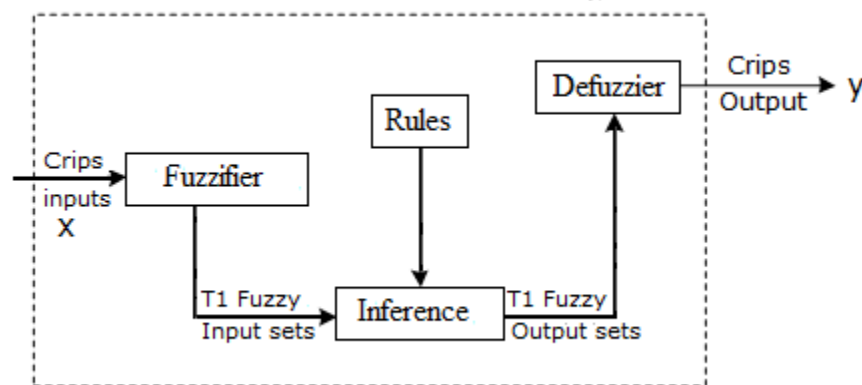 Crips
inputs
X
Fuzzifier
T1 Fuzzy
Input sets
Rules
Inference
T1 Fuzzy
Output sets
Defuzzier
Crips
Output
y